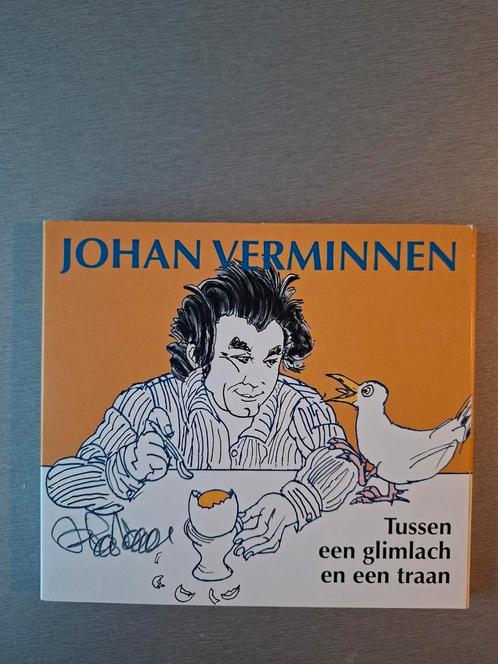 JOHAN VERMINNEN
Tussen
een glimlach
en een traan